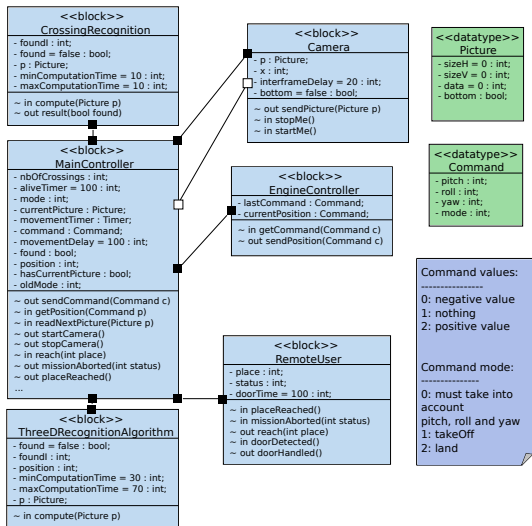 <<block>>
CrossingRecognition
- foundI : int;
- found = false : bool;
- p : Picture;
- minComputationTime = 10 : int;
- maxComputationTime = 10 : int;
~ in compute(Picture p)
~ out result(bool found)
<<block>>
MainController
- nbOfCrossings : int;
- aliveTimer = 100 : int;
- mode : int;
- currentPicture : Picture;
- movementTimer : Timer;
- command : Command;
- movementDelay = 100 : int;
- found : bool;
- position : int;
- hasCurrentPicture : bool;
- oldMode : int;
~ out sendCommand(Command c)
~ in getPosition(Command p)
~ in readNextPicture(Picture p)
~ out startCamera()
~ out stopCamera()
~ in reach(int place)
~ out missionAborted(int status)
~ out placeReached()
...
<<block>>
ThreeDRecognitionAlgorithm
- found = false : bool;
- foundI : int;
- position : int;
- minComputationTime = 30 : int;
- maxComputationTime = 70 : int;
- p : Picture;
~ in compute(Picture p)
<<block>>
Camera
- p : Picture;
- x : int;
- interframeDelay = 20 : int;
- bottom = false : bool;
~ out sendPicture(Picture p)
~ in stopMe()
~ in startMe()
<<block>>
EngineController
- lastCommand : Command;
- currentPosition : Command;
~ in getCommand(Command c)
~ out sendPosition(Command c)
<<block>>
RemoteUser
- place : int;
- status : int;
- doorTime = 100 : int;
~ in placeReached()
~ in missionAborted(int status)
~ out reach(int place)
~ in doorDetected()
~ out doorHandled()
<<datatype>>
Picture
- sizeH = 0 : int;
- sizeV = 0 : int;
- data = 0 : int;
- bottom : bool;
<<datatype>>
Command
- pitch : int;
- roll : int;
- yaw : int;
- mode : int;
Command values:
----------------
0: negative value
1: nothing
2: positive value
Command mode:
---------------
0: must take into
account
pitch, roll and yaw
1: takeOff
2: land